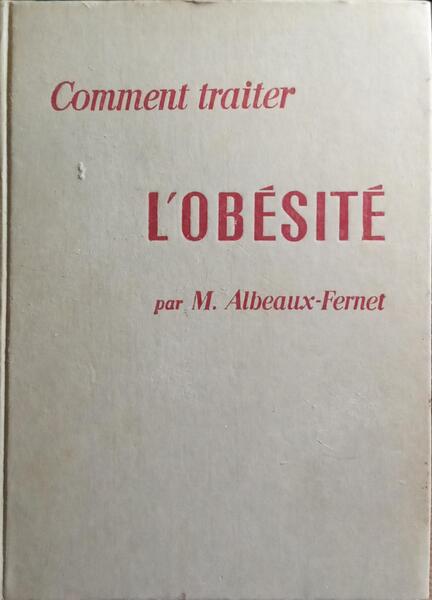 Comment traiter
L'OBÉSITÉ
par M. Albeaux-Fernet